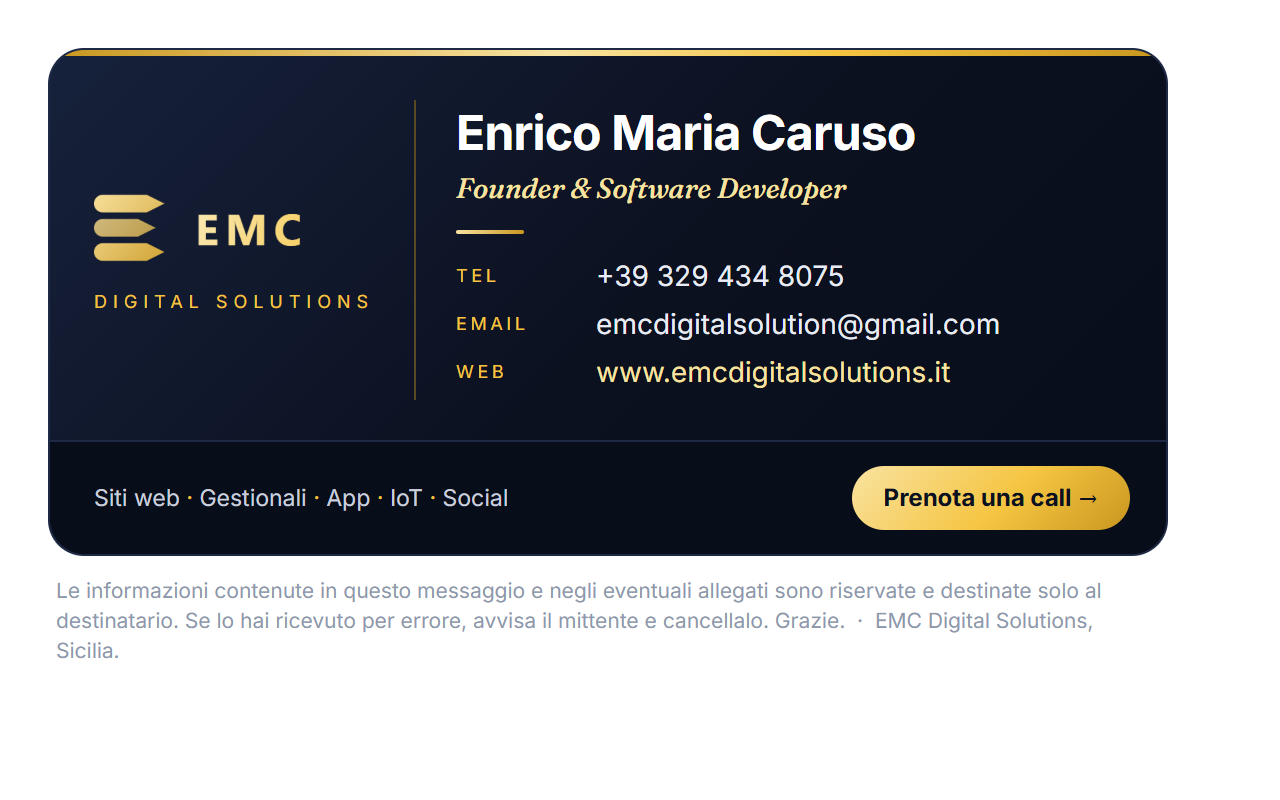 EMC
DIGITAL SOLUTIONS
Enrico Maria Caruso
Founder & Software Developer
TEL +39 329 434 8075
EMAIL emcdigitalsolution@gmail.com
WEB www.emcdigitalsolutions.it
Siti web · Gestionali · App · IoT · Social
Prenota una call →
Le informazioni contenute in questo messaggio e negli eventuali allegati sono riservate e destinate solo al
destinatario. Se lo hai ricevuto per errore, avvisa il mittente e cancellalo. Grazie. · EMC Digital Solutions,
Sicilia.